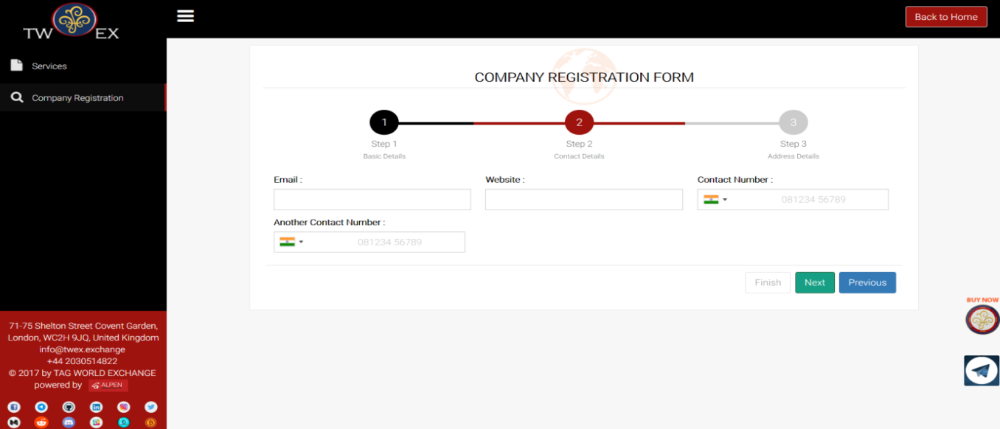 TW EX
Back to Home
Services
Company Registration
COMPANY REGISTRATION FORM
1
2
3
Step 1
Step 2
Step 3
Basic Details
Contact Details
Address Details
Email :
Website :
Contact Number :
081234 56789
Another Contact Number :
081234 56789
Finish
Next
Previous
BUY NOW
71-75 Shelton Street Covent Garden,
London, WC2H 9JQ, United Kingdom
info@twex.exchange
+44 2030514822
© 2017 by TAG WORLD EXCHANGE
powered by ALPEN